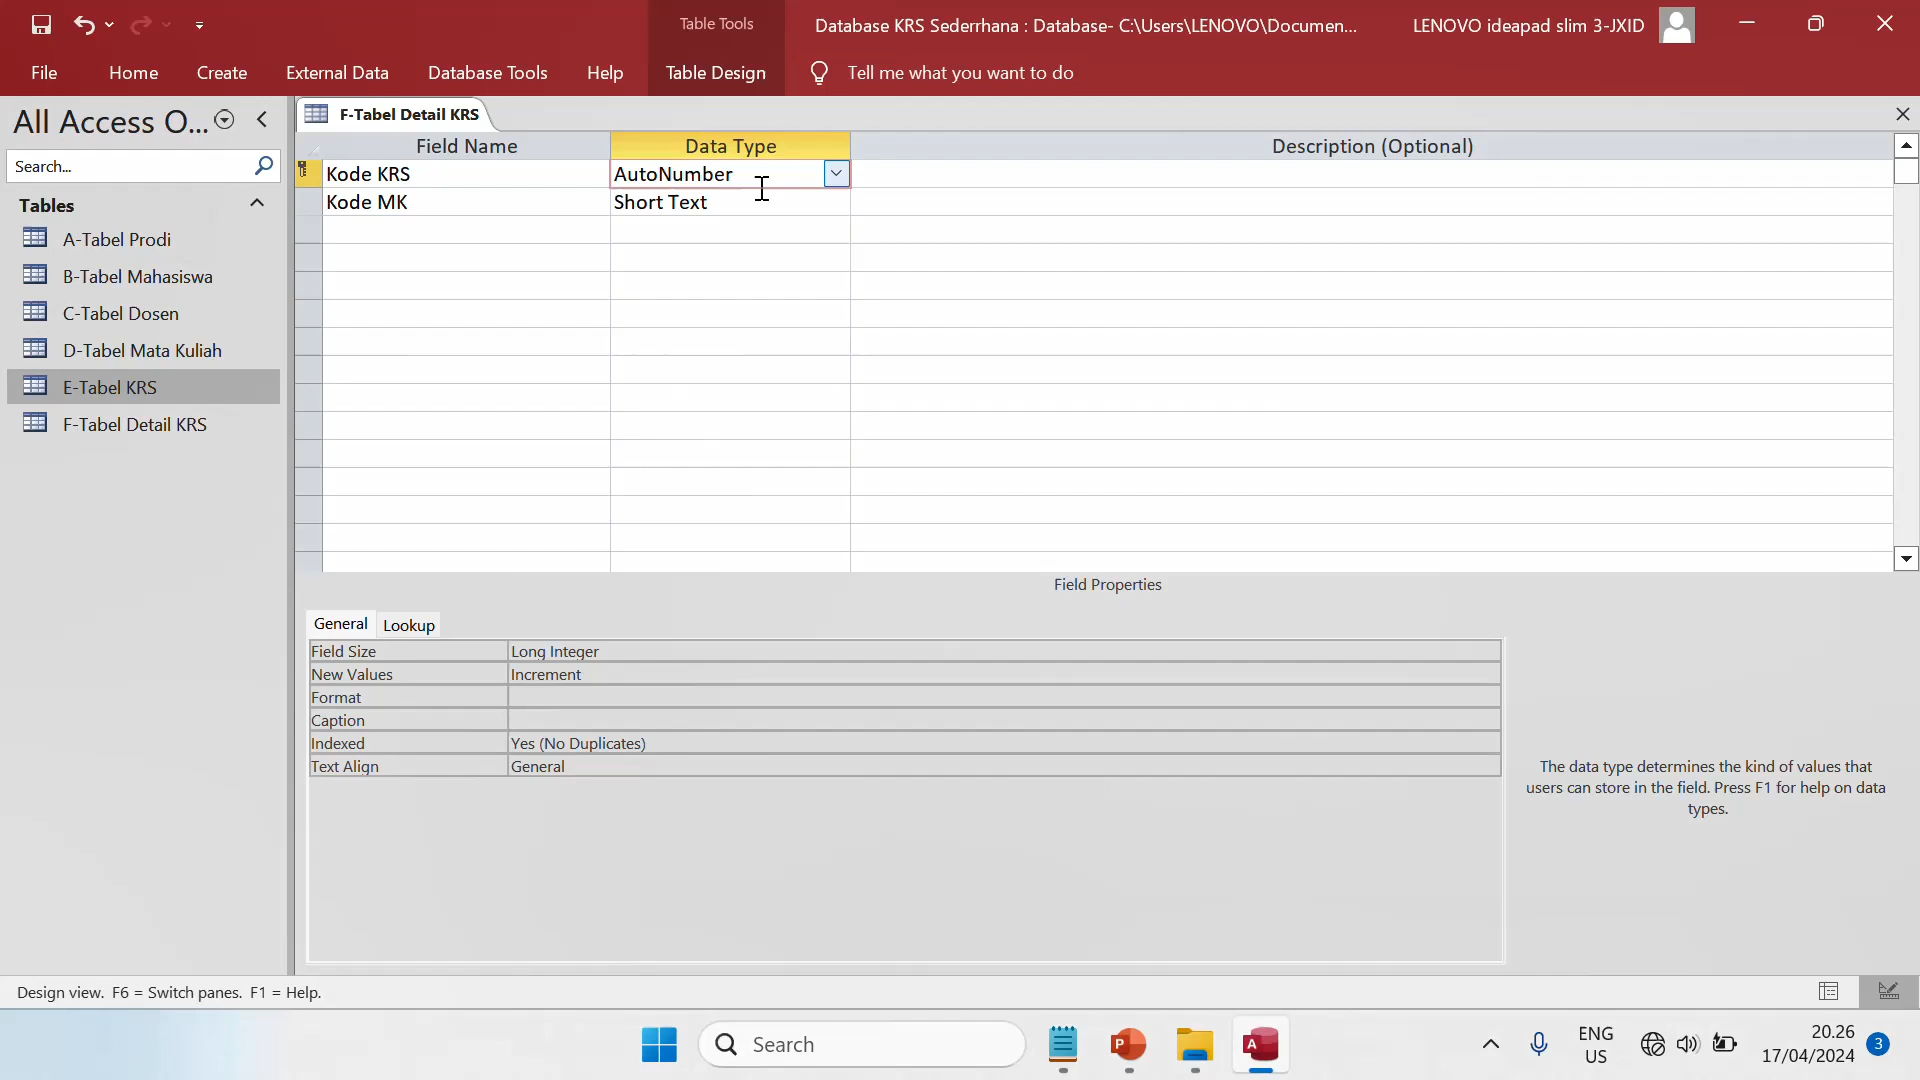 Table Tools
Database KRS Sederrhana : Database- C:\Users\LENOVO\Documen...
LENOVO ideapad slim 3-JXID
File
Home
Create
External Data
Database Tools
Help
Table Design
Tell me what you want to do
All Access O...
Search...
Tables
A-Tabel Prodi
B-Tabel Mahasiswa
C-Tabel Dosen
D-Tabel Mata Kuliah
E-Tabel KRS
F-Tabel Detail KRS
F-Tabel Detail KRS
Field Name
Data Type
Description (Optional)
Kode KRS
AutoNumber
Kode MK
Short Text
Field Properties
General
Lookup
Field Size
Long Integer
New Values
Increment
Format
Caption
Indexed
Yes (No Duplicates)
Text Align
General
The data type determines the kind of values that
users can store in the field. Press F1 for help on data
types.
Design view.  F6 = Switch panes.  F1 = Help.
Search
P
A
ENG
US
20.26
17/04/2024
3